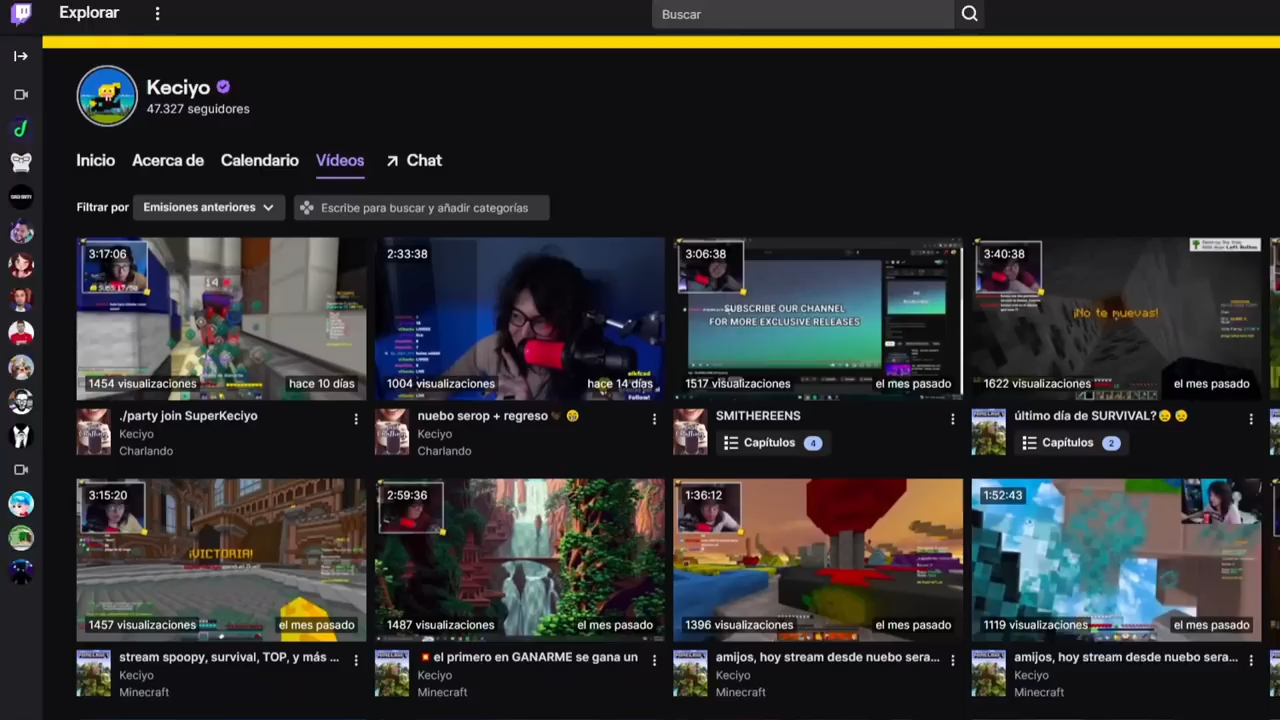 Explorar
Buscar
Keciyo
47.327 seguidores
Inicio
Acerca de
Calendario
Vídeos
Chat
Filtrar por
Emisiones anteriores
Escribe para buscar y añadir categorías
3:17:06
14
1454 visualizaciones
hace 10 días
./party join SuperKeciyo
Keciyo
Charlando
2:33:38
1004 visualizaciones
hace 14 días
nuebo serop + regreso
Keciyo
Charlando
3:06:38
SUBSCRIBE OUR CHANNEL
FOR MORE EXCLUSIVE RELEASES
1517 visualizaciones
el mes pasado
SMITHEREENS
Capítulos 4
3:40:38
¡No te muevas!
1622 visualizaciones
el mes pasado
último día de SURVIVAL?
Capítulos 2
3:15:20
¡VICTORIA!
1457 visualizaciones
el mes pasado
stream spoopy, survival, TOP, y más ...
Keciyo
Minecraft
2:59:36
1487 visualizaciones
el mes pasado
el primero en GANARME se gana un
Keciyo
Minecraft
1:36:12
1396 visualizaciones
el mes pasado
amijos, hoy stream desde nuebo sera...
Keciyo
Minecraft
1:52:43
1119 visualizaciones
el mes pasado
amijos, hoy stream desde nuebo sera...
Keciyo
Minecraft